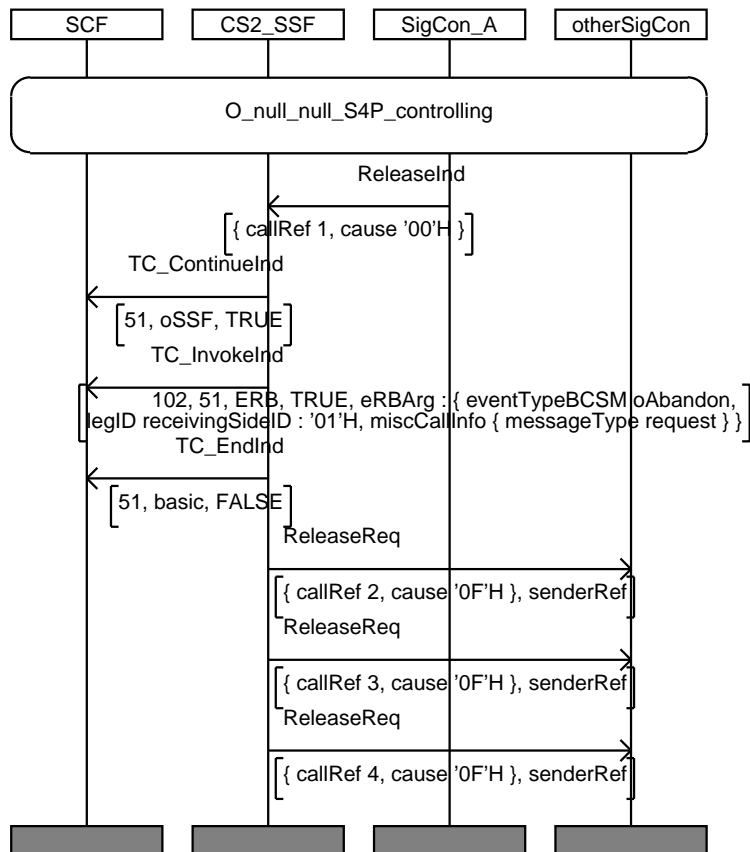 SCF CS2_SSF SigCon_A otherSigCon
O_null_null_S4P_controlling
ReleaseInd
{ callRef 1, cause '00'H }
TC_ContinueInd
51, oSSF, TRUE
TC_InvokeInd
102, 51, ERB, TRUE, eRBArg : { eventTypeBCSM oAbandon,
legID receivingSideID : '01'H, miscCallInfo { messageType request } }
TC_EndInd
51, basic, FALSE
ReleaseReq
{ callRef 2, cause '0F'H }, senderRef
ReleaseReq
{ callRef 3, cause '0F'H }, senderRef
ReleaseReq
{ callRef 4, cause '0F'H }, senderRef